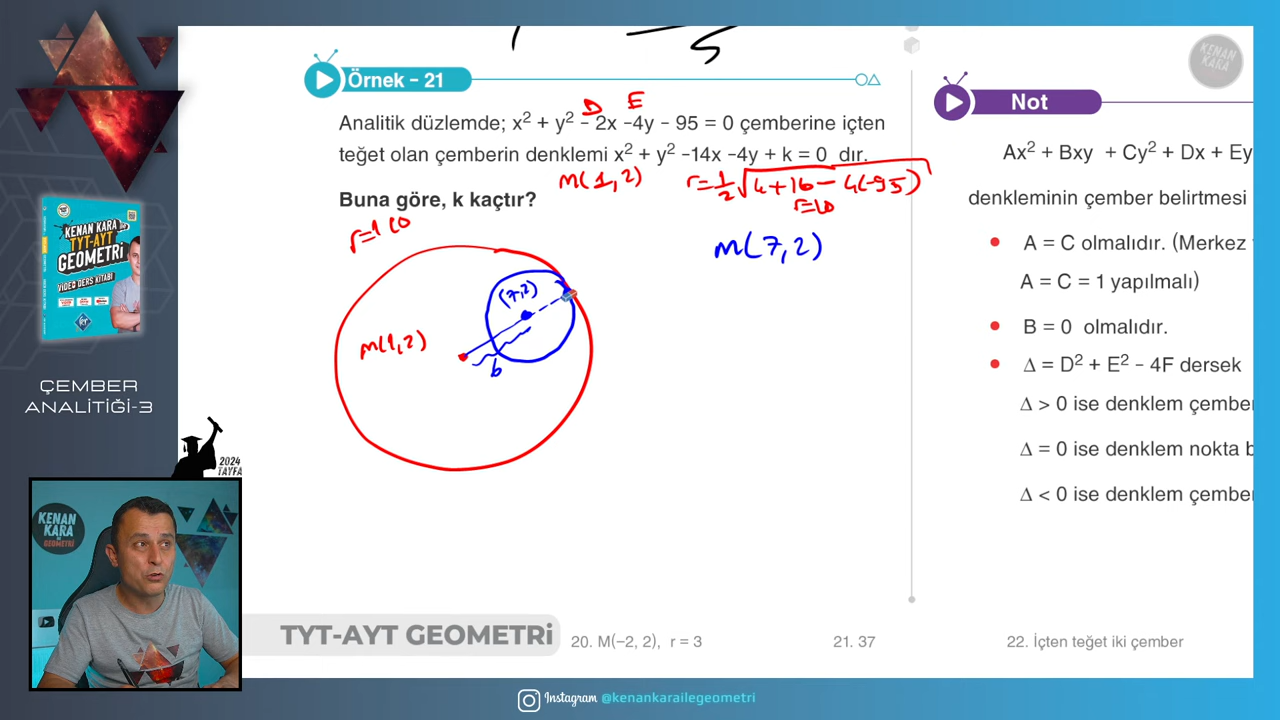 Örnek – 21
D E
Analitik düzlemde; x² + y² – 2x –4y – 95 = 0 çemberine içten
teğet olan çemberin denklemi x² + y² –14x –4y + k = 0 dır.
m(1,2) r=1/2√4+16–4(-95)
r=10
Buna göre, k kaçtır?
m(7,2)
m(1,2)
(7,2)
KENAN KARA
Not
Ax² + Bxy + Cy² + Dx + Ey
denkleminin çember belirtmesi
A = C olmalıdır. (Merkez
A = C = 1 yapılmalı)
B = 0 olmalıdır.
Δ = D² + E² – 4F dersek
Δ > 0 ise denklem çember
Δ = 0 ise denklem nokta b
Δ < 0 ise denklem çember
KENAN KARA
TYT-AYT
GEOMETRİ
VİDEO DERS KİTABI
ÇEMBER
ANALİTİĞİ-3
2024
TAYFA
KENAN
KARA
GEOMETRİ
TYT-AYT GEOMETRİ
20. M(–2, 2), r = 3
21. 37
22. İçten teğet iki çember
Instagram @kenankarailegeometri